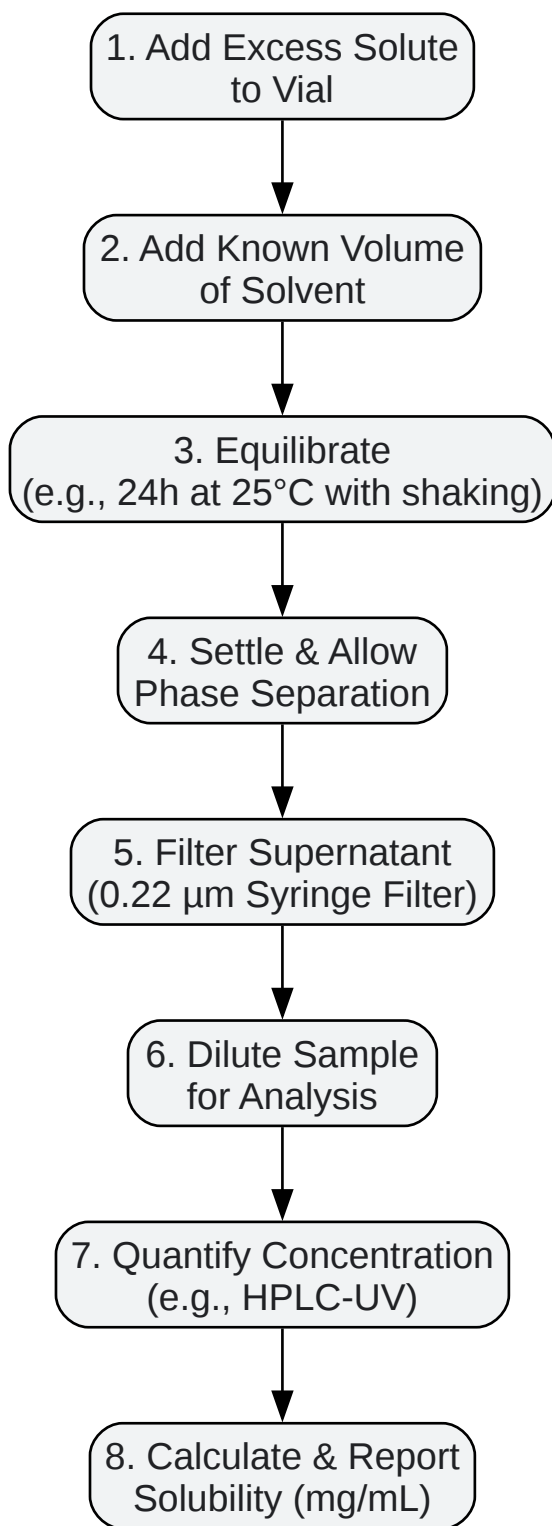 1. Add Excess Solute
to Vial
2. Add Known Volume
of Solvent
3. Equilibrate
(e.g., 24h at 25°C with shaking)
4. Settle & Allow
Phase Separation
5. Filter Supernatant
(0.22 µm Syringe Filter)
6. Dilute Sample
for Analysis
7. Quantify Concentration
(e.g., HPLC-UV)
8. Calculate & Report
Solubility (mg/mL)